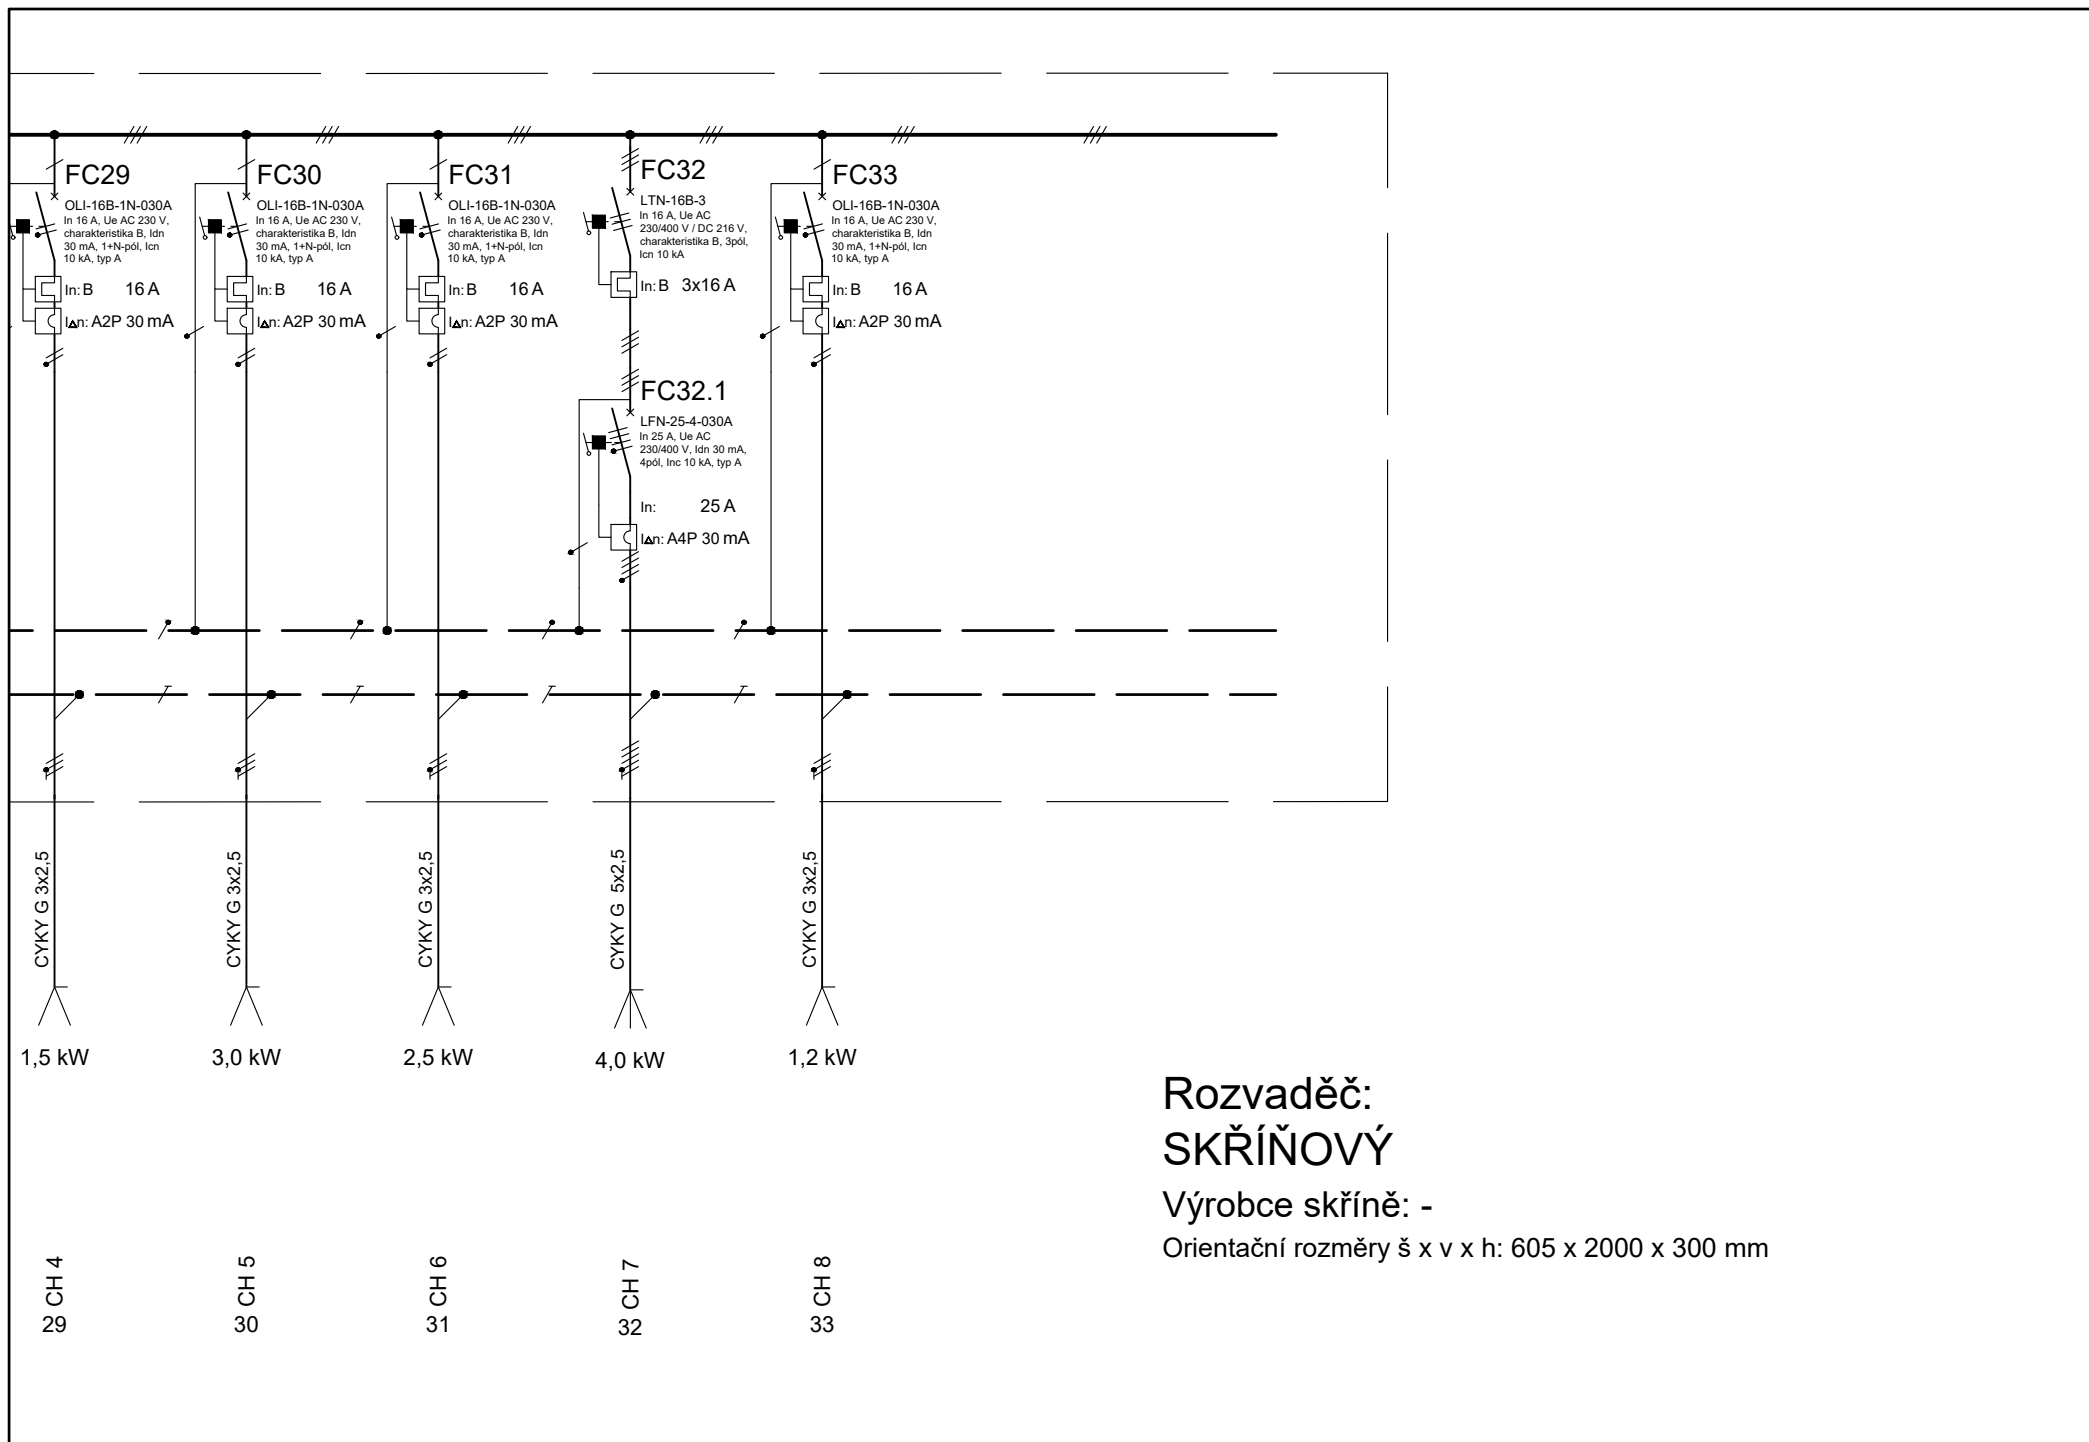 FC29
OLI-16B-1N-030A
In 16 A, Ue AC 230 V,
charakteristika B, Idn
30 mA, 1+N-pól, Icn
10 kA, typ A
In: B 16 A
IΔn: A2P 30 mA
FC30
OLI-16B-1N-030A
In 16 A, Ue AC 230 V,
charakteristika B, Idn
30 mA, 1+N-pól, Icn
10 kA, typ A
In: B 16 A
IΔn: A2P 30 mA
FC31
OLI-16B-1N-030A
In 16 A, Ue AC 230 V,
charakteristika B, Idn
30 mA, 1+N-pól, Icn
10 kA, typ A
In: B 16 A
IΔn: A2P 30 mA
FC32
LTN-16B-3
In 16 A, Ue AC
230/400 V / DC 216 V,
charakteristika B, 3pól,
Icn 10 kA
In: B 3x16 A
FC32.1
LFN-25-4-030A
In 25 A, Ue AC
230/400 V, Idn 30 mA,
4pól, Inc 10 kA, typ A
In: 25 A
IΔn: A4P 30 mA
FC33
OLI-16B-1N-030A
In 16 A, Ue AC 230 V,
charakteristika B, Idn
30 mA, 1+N-pól, Icn
10 kA, typ A
In: B 16 A
IΔn: A2P 30 mA
CYKY G 3x2,5
CYKY G 3x2,5
CYKY G 3x2,5
CYKY G 5x2,5
CYKY G 3x2,5
1,5 kW
3,0 kW
2,5 kW
4,0 kW
1,2 kW
CH 4
29
CH 5
30
CH 6
31
CH 7
32
CH 8
33
Rozvaděč:
SKŘÍŇOVÝ
Výrobce skříně: -
Orientační rozměry š x v x h: 605 x 2000 x 300 mm